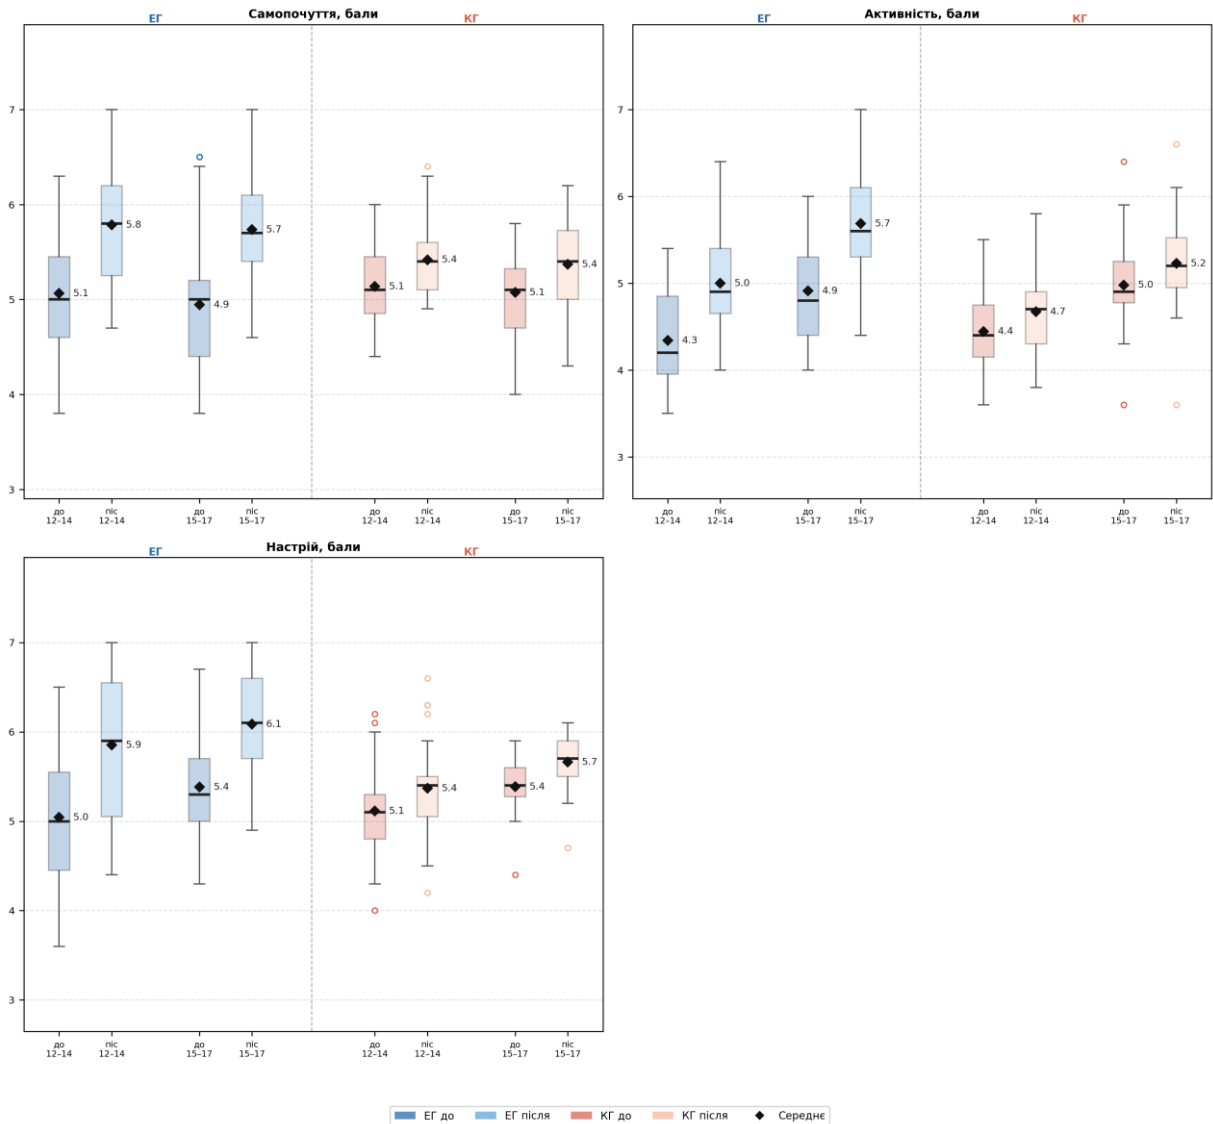 Самопочуття, бали
ЕГ
КГ
7
6
5
4
3
5.1
5.8
4.9
5.7
5.1
5.4
5.1
5.4
до
12–14
піс
12–14
до
15–17
піс
15–17
до
12–14
піс
12–14
до
15–17
піс
15–17
Активність, бали
ЕГ
КГ
7
6
5
4
3
4.3
5.0
4.9
5.7
4.4
4.7
5.0
5.2
до
12–14
піс
12–14
до
15–17
піс
15–17
до
12–14
піс
12–14
до
15–17
піс
15–17
Настрій, бали
ЕГ
КГ
7
6
5
4
3
5.0
5.9
5.4
6.1
5.1
5.4
5.4
5.7
до
12–14
піс
12–14
до
15–17
піс
15–17
до
12–14
піс
12–14
до
15–17
піс
15–17
ЕГ до
ЕГ після
КГ до
КГ після
Середнє